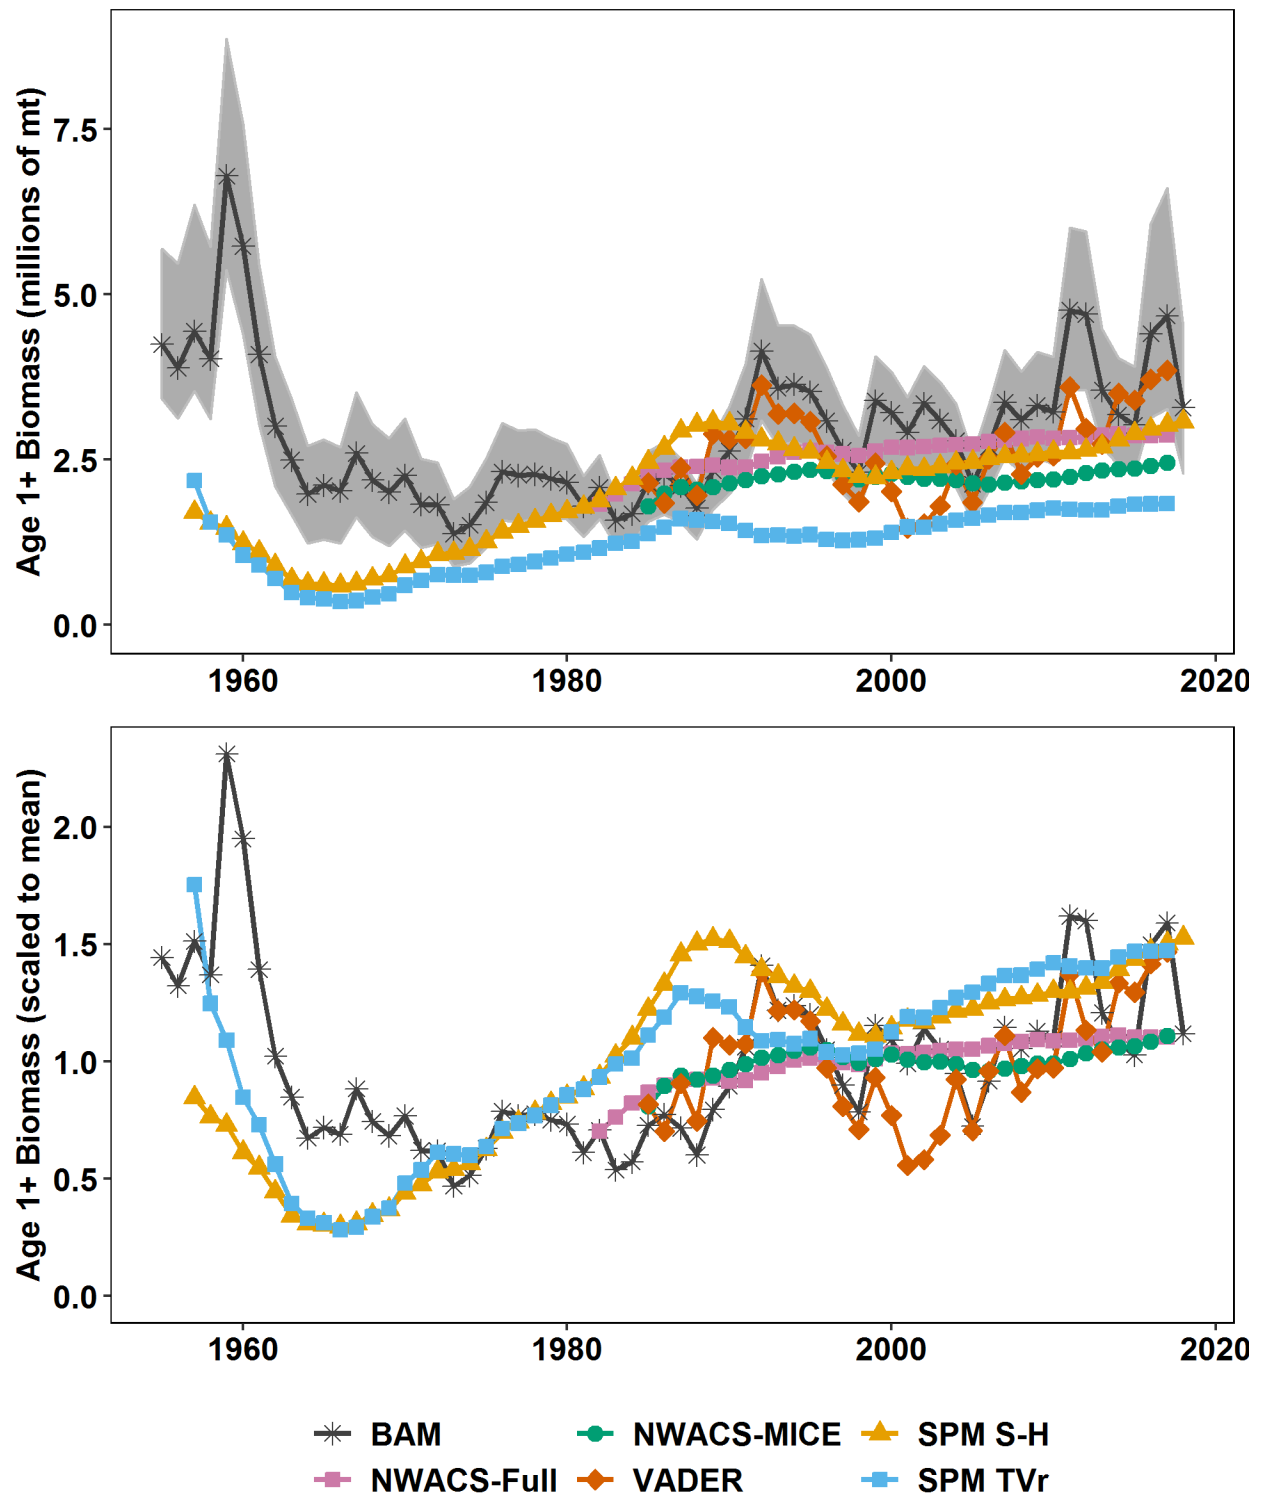 Age 1+ Biomass (millions of mt)
7.5
5.0
2.5
0.0
1960 1980 2000 2020
Age 1+ Biomass (scaled to mean)
2.0
1.5
1.0
0.5
0.0
1960 1980 2000 2020
BAM NWACS-MICE SPM S-H
NWACS-Full VADER SPM TVr